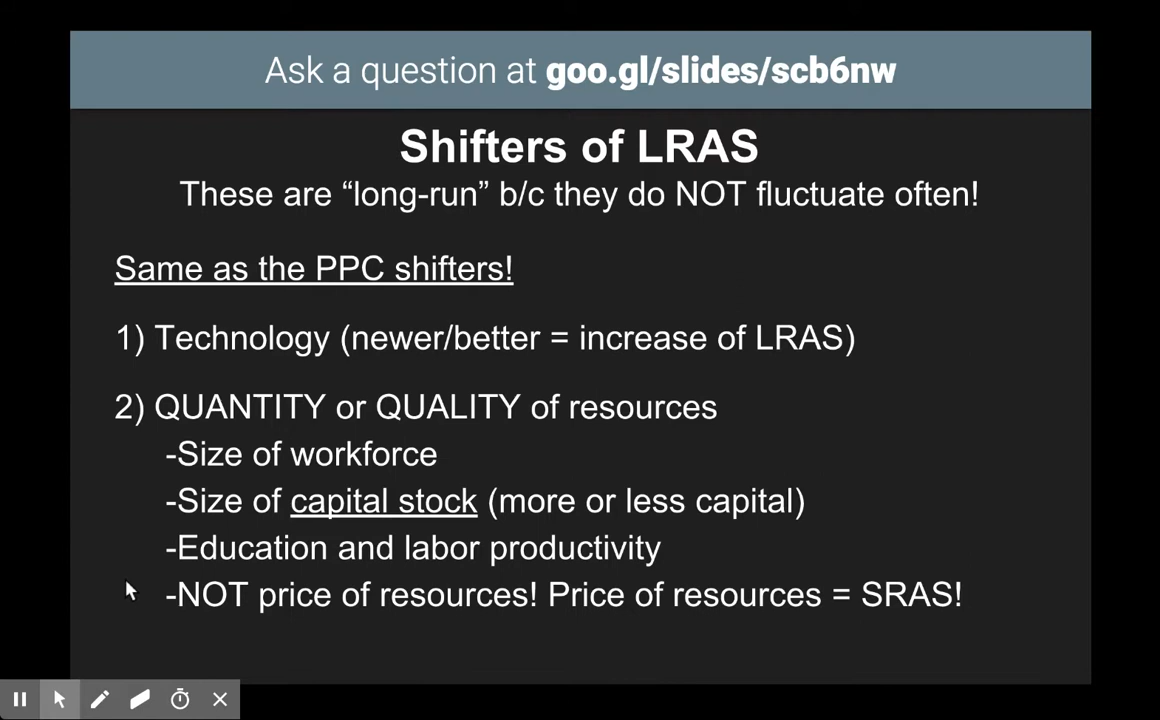 Ask a question at goo.gl/slides/scb6nw
Shifters of LRAS
These are “long-run” b/c they do NOT fluctuate often!
Same as the PPC shifters!
1) Technology (newer/better = increase of LRAS)
2) QUANTITY or QUALITY of resources
-Size of workforce
-Size of capital stock (more or less capital)
-Education and labor productivity
-NOT price of resources! Price of resources = SRAS!